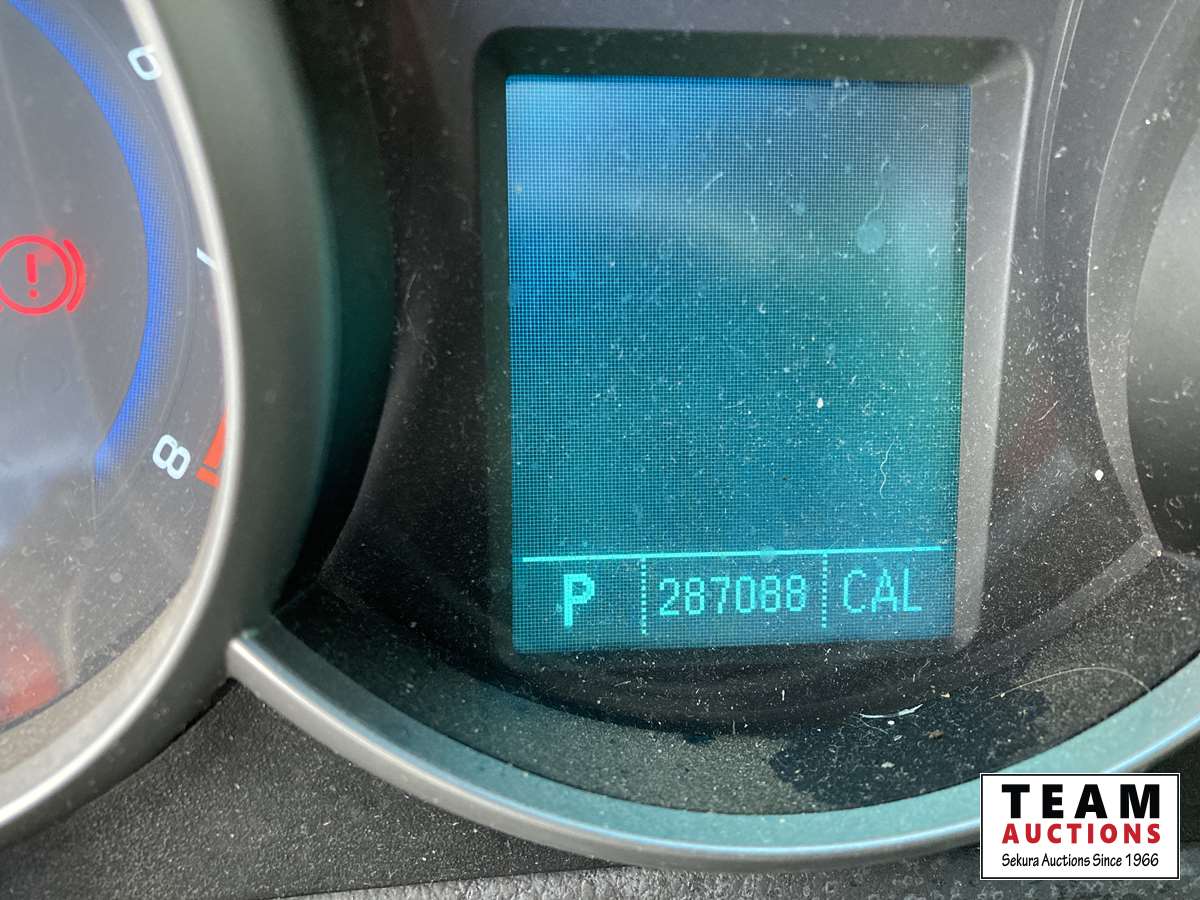 6
7
8
P 287088 CAL
TEAM
AUCTIONS
Sekura Auctions Since 1966